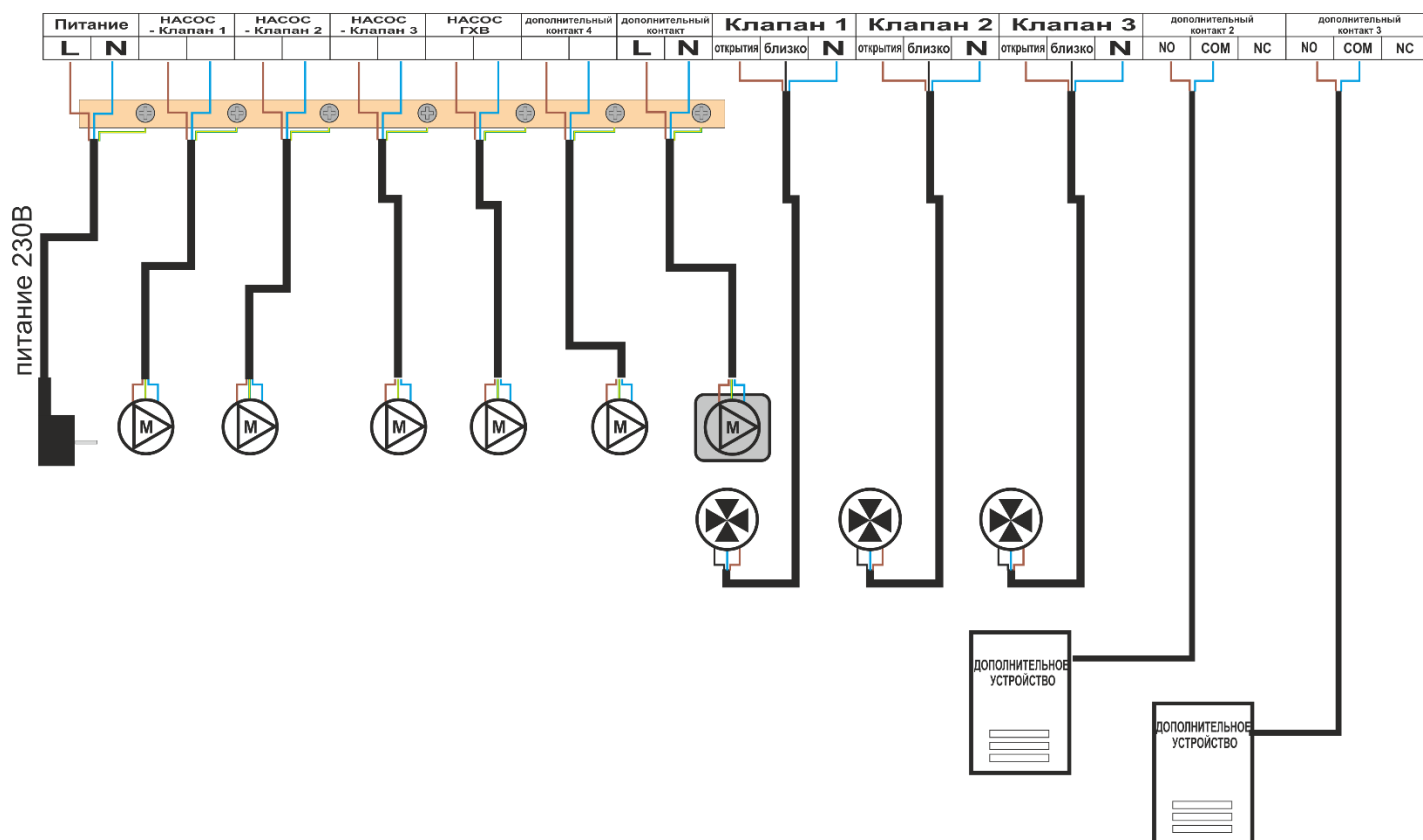 Питание
НАСОС
- Клапан 1
НАСОС
- Клапан 2
НАСОС
- Клапан 3
НАСОС
ГХВ
дополнительный
контакт 4
дополнительный
контакт
Клапан 1
Клапан 2
Клапан 3
дополнительный
контакт 2
дополнительный
контакт 3
L N
L N
открытия близко N
открытия близко N
открытия близко N
NO COM NC
NO COM NC
питание 230В
M
M
M
M
M
M
ДОПОЛНИТЕЛЬНОЕ
УСТРОЙСТВО
ДОПОЛНИТЕЛЬНОЕ
УСТРОЙСТВО